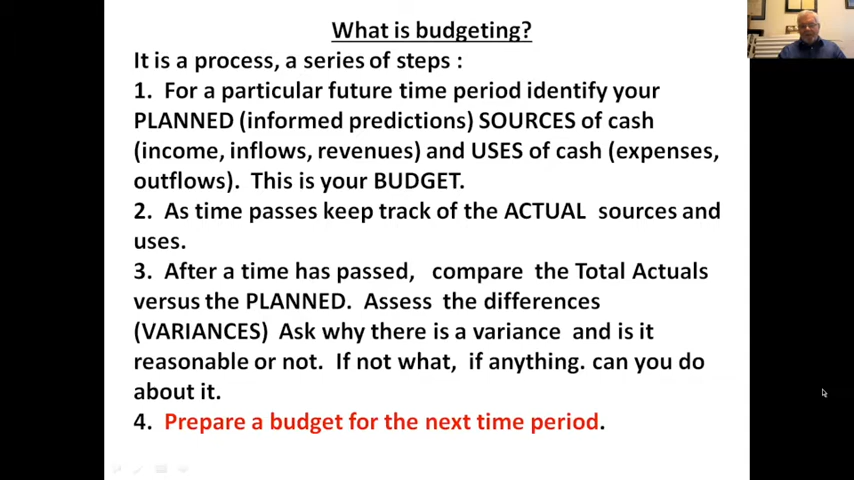 What is budgeting?
It is a process, a series of steps :
1. For a particular future time period identify your
PLANNED (informed predictions) SOURCES of cash
(income, inflows, revenues) and USES of cash (expenses,
outflows). This is your BUDGET.
2. As time passes keep track of the ACTUAL sources and
uses.
3. After a time has passed, compare the Total Actuals
versus the PLANNED. Assess the differences
(VARIANCES) Ask why there is a variance and is it
reasonable or not. If not what, if anything. can you do
about it.
4. Prepare a budget for the next time period.